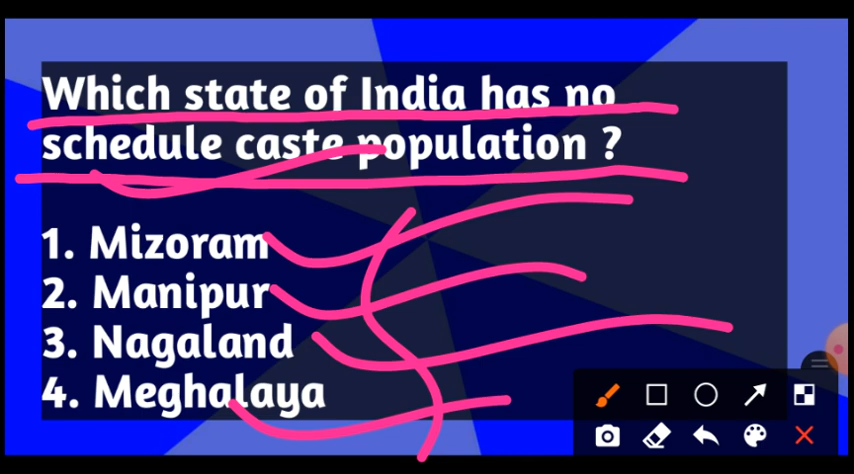 Which state of India has no
schedule caste population ?
1. Mizoram
2. Manipur
3. Nagaland
4. Meghalaya